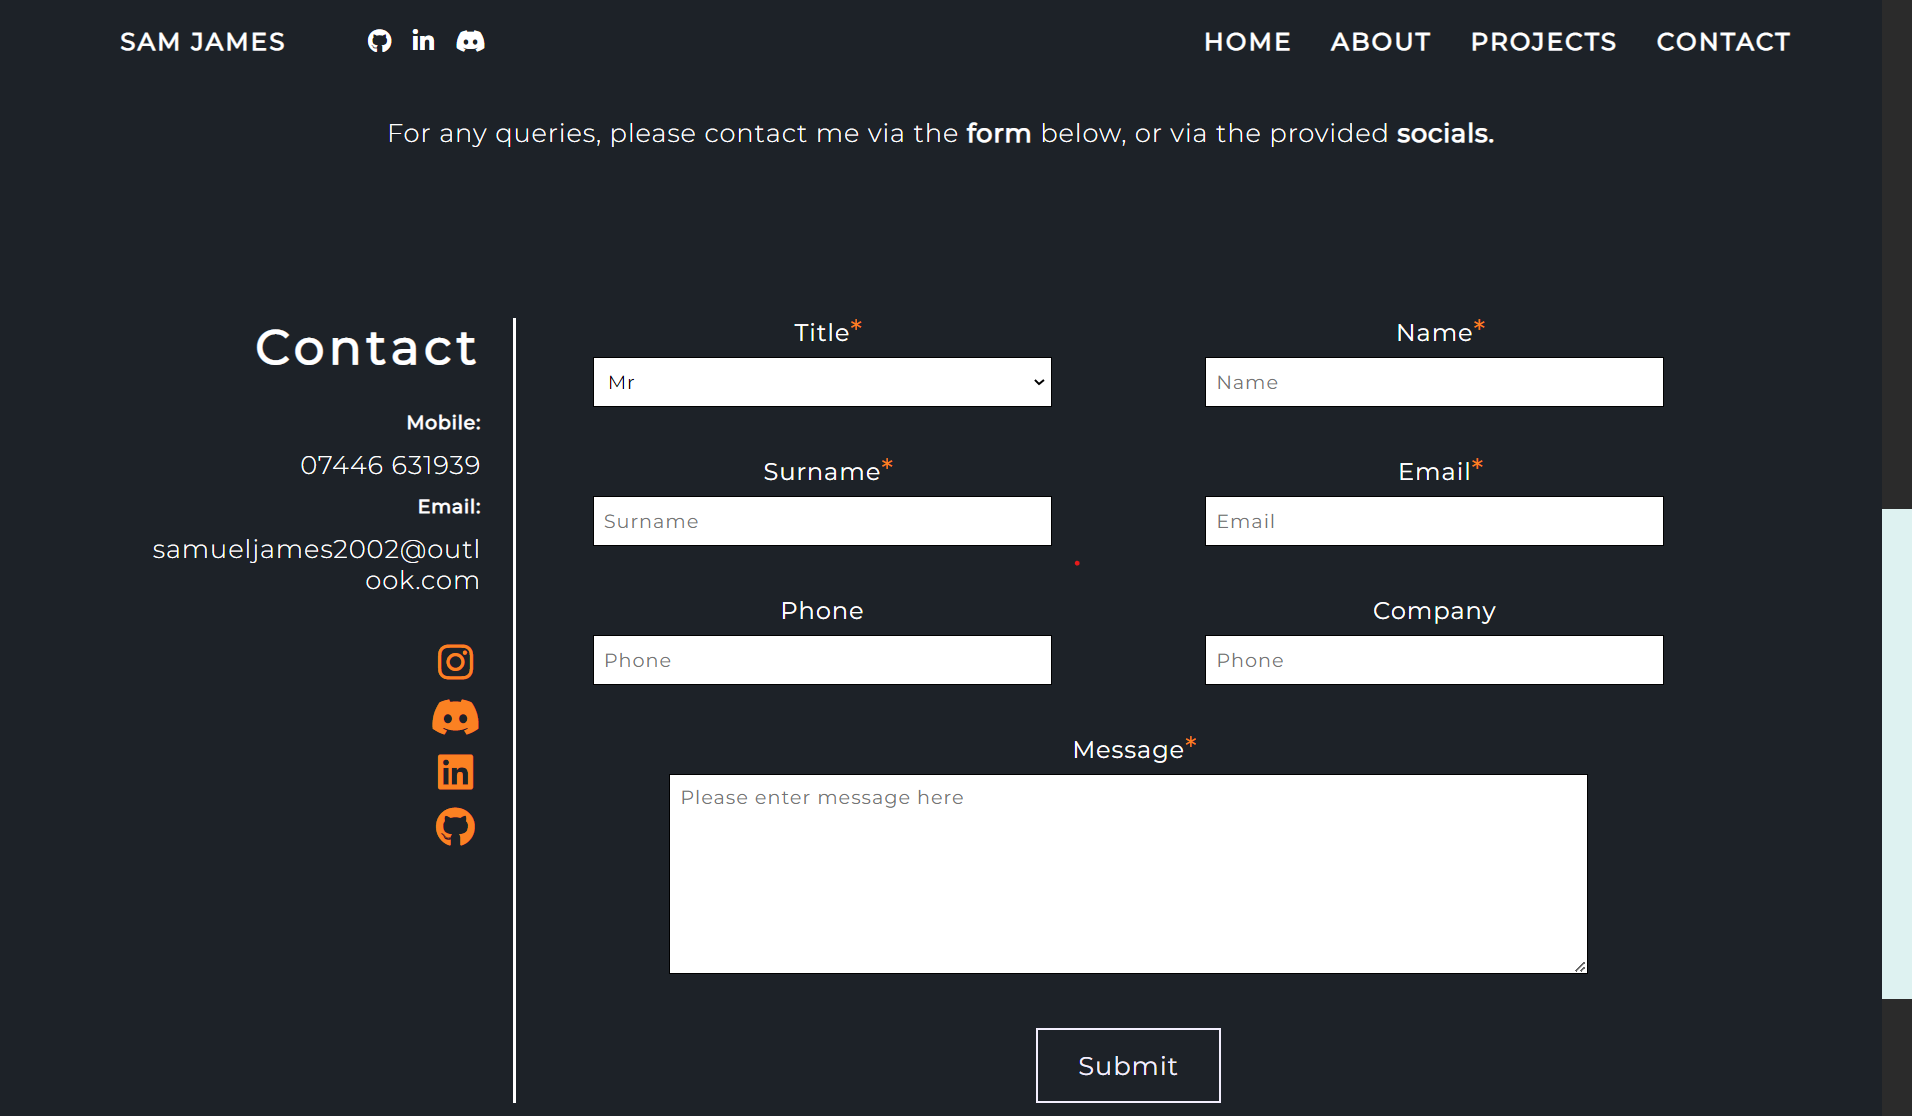 SAM JAMES
HOME ABOUT PROJECTS CONTACT
For any queries, please contact me via the form below, or via the provided socials.
Contact
Mobile:
07446 631939
Email:
samueljames2002@outl
ook.com
Title* Name*
Mr Name
Surname* Email*
Surname Email
Phone Company
Phone Phone
Message*
Please enter message here
Submit